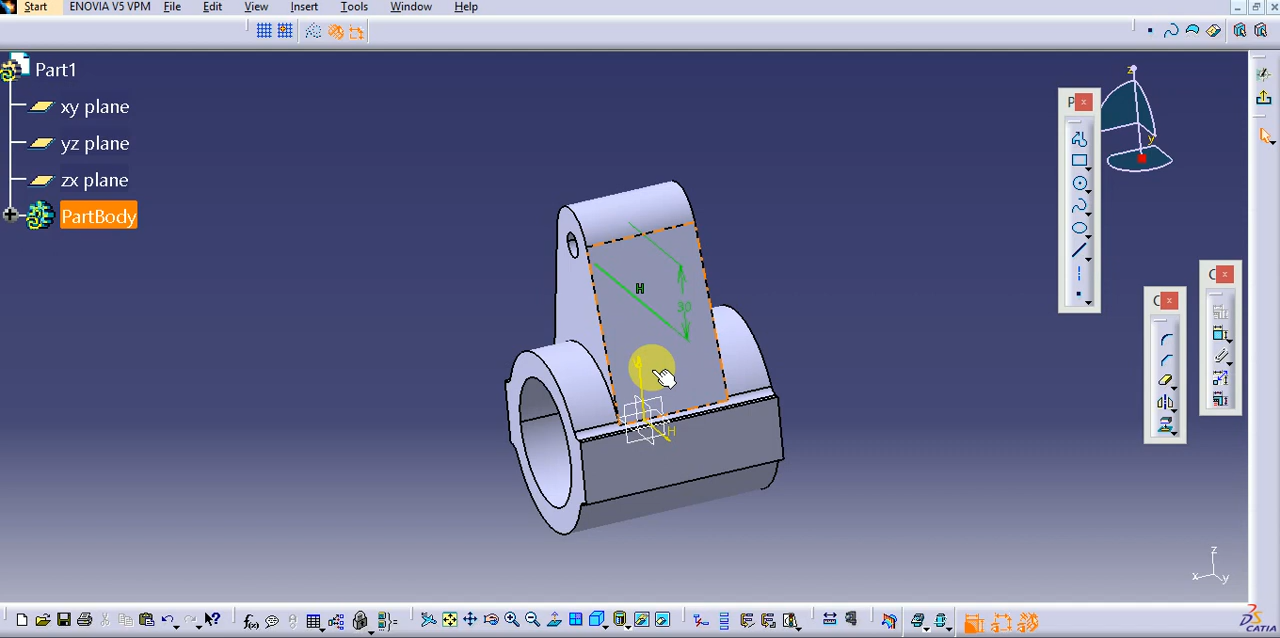 Start ENOVIA V5 VPM File Edit View Insert Tools Window Help
Part1
xy plane
yz plane
zx plane
PartBody
z
y
P
C
C
H
30
H
z
x
y
f(x)
CATIA